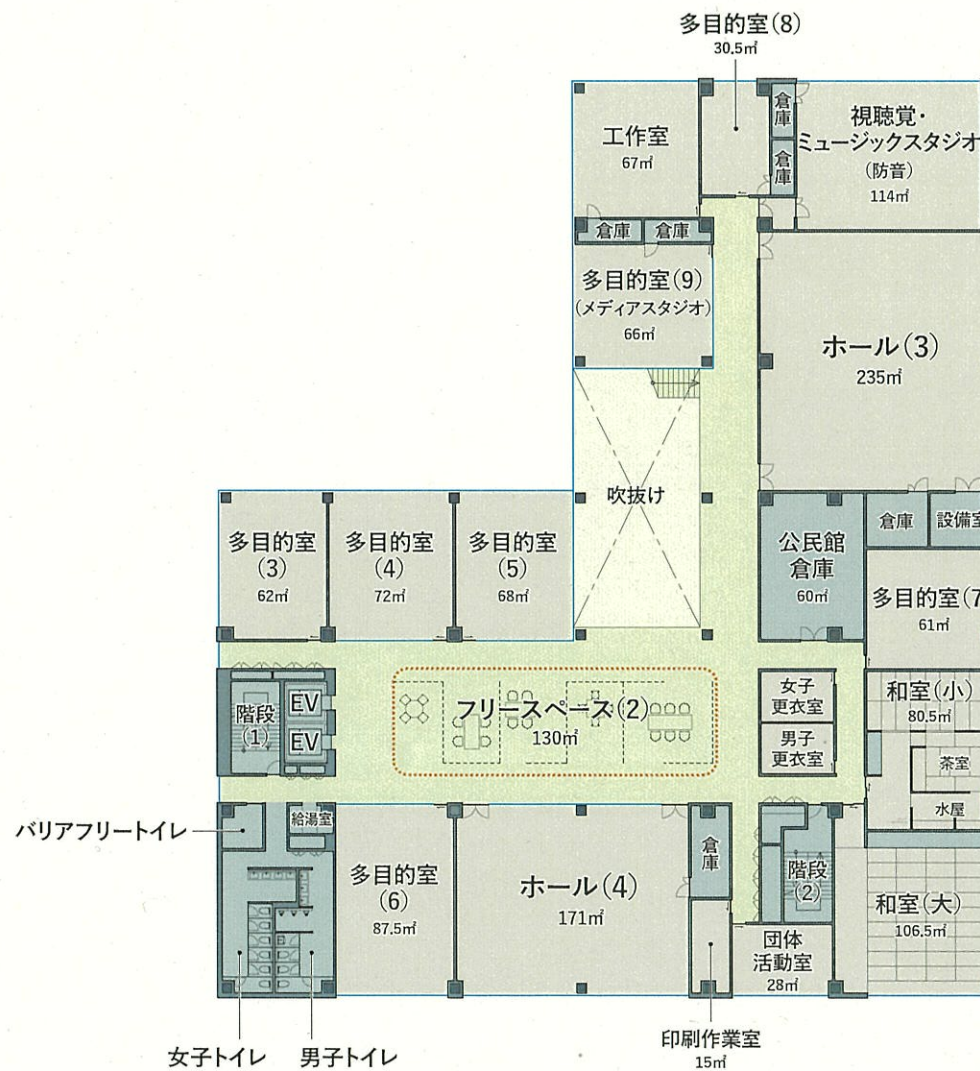 多目的室(8)
30.5㎡
工作室
67㎡
倉庫
倉庫
視聴覚・
ミュージックスタジオ
(防音)
114㎡
倉庫
倉庫
多目的室(9)
(メディアスタジオ)
66㎡
ホール(3)
235㎡
吹抜け
多目的室
(3)
62㎡
多目的室
(4)
72㎡
多目的室
(5)
68㎡
公民館
倉庫
60㎡
倉庫
設備室
多目的室(7
61㎡
階段
(1)
EV
EV
フリースペース(2)
130㎡
女子
更衣室
男子
更衣室
和室(小)
80.5㎡
茶室
水屋
バリアフリートイレ
給湯室
多目的室
(6)
87.5㎡
ホール(4)
171㎡
倉庫
階段
(2)
和室(大)
106.5㎡
団体
活動室
28㎡
女子トイレ
男子トイレ
印刷作業室
15㎡